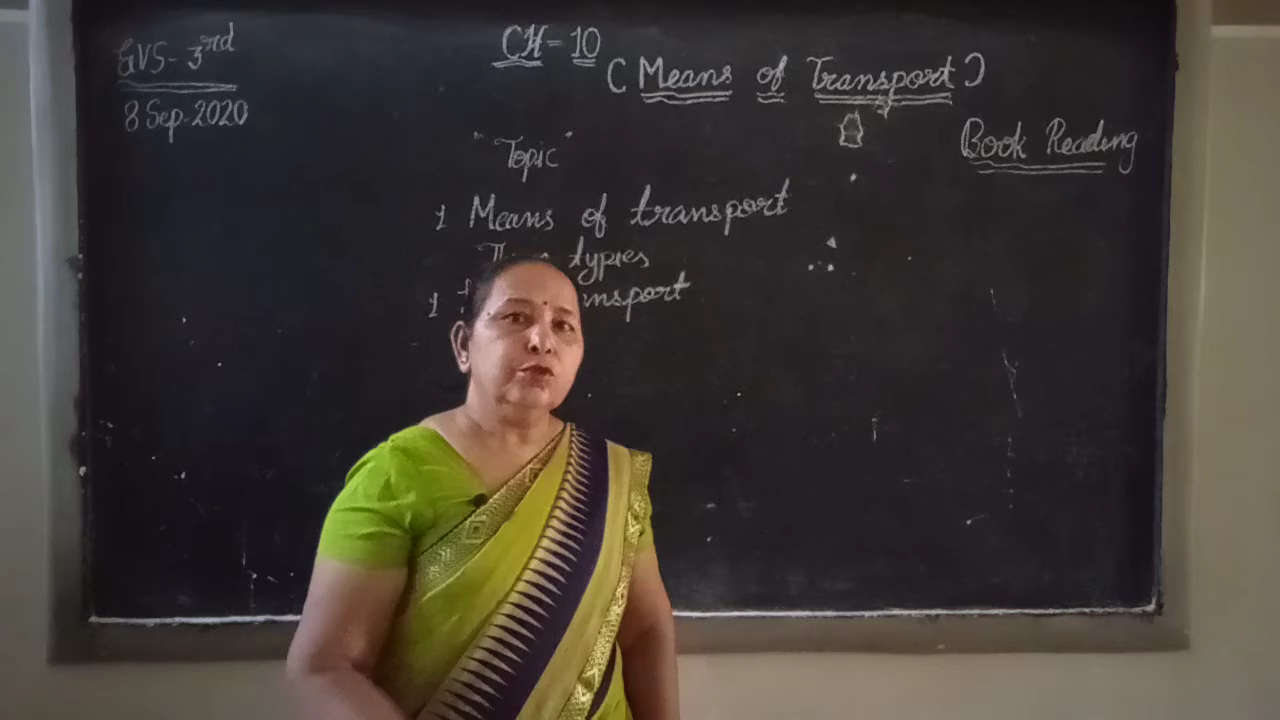 EVS - 3rd
8 Sep. 2020
CH - 10
( Means of Transport )
Book Reading
"Topic"
1 Means of transport
types
1